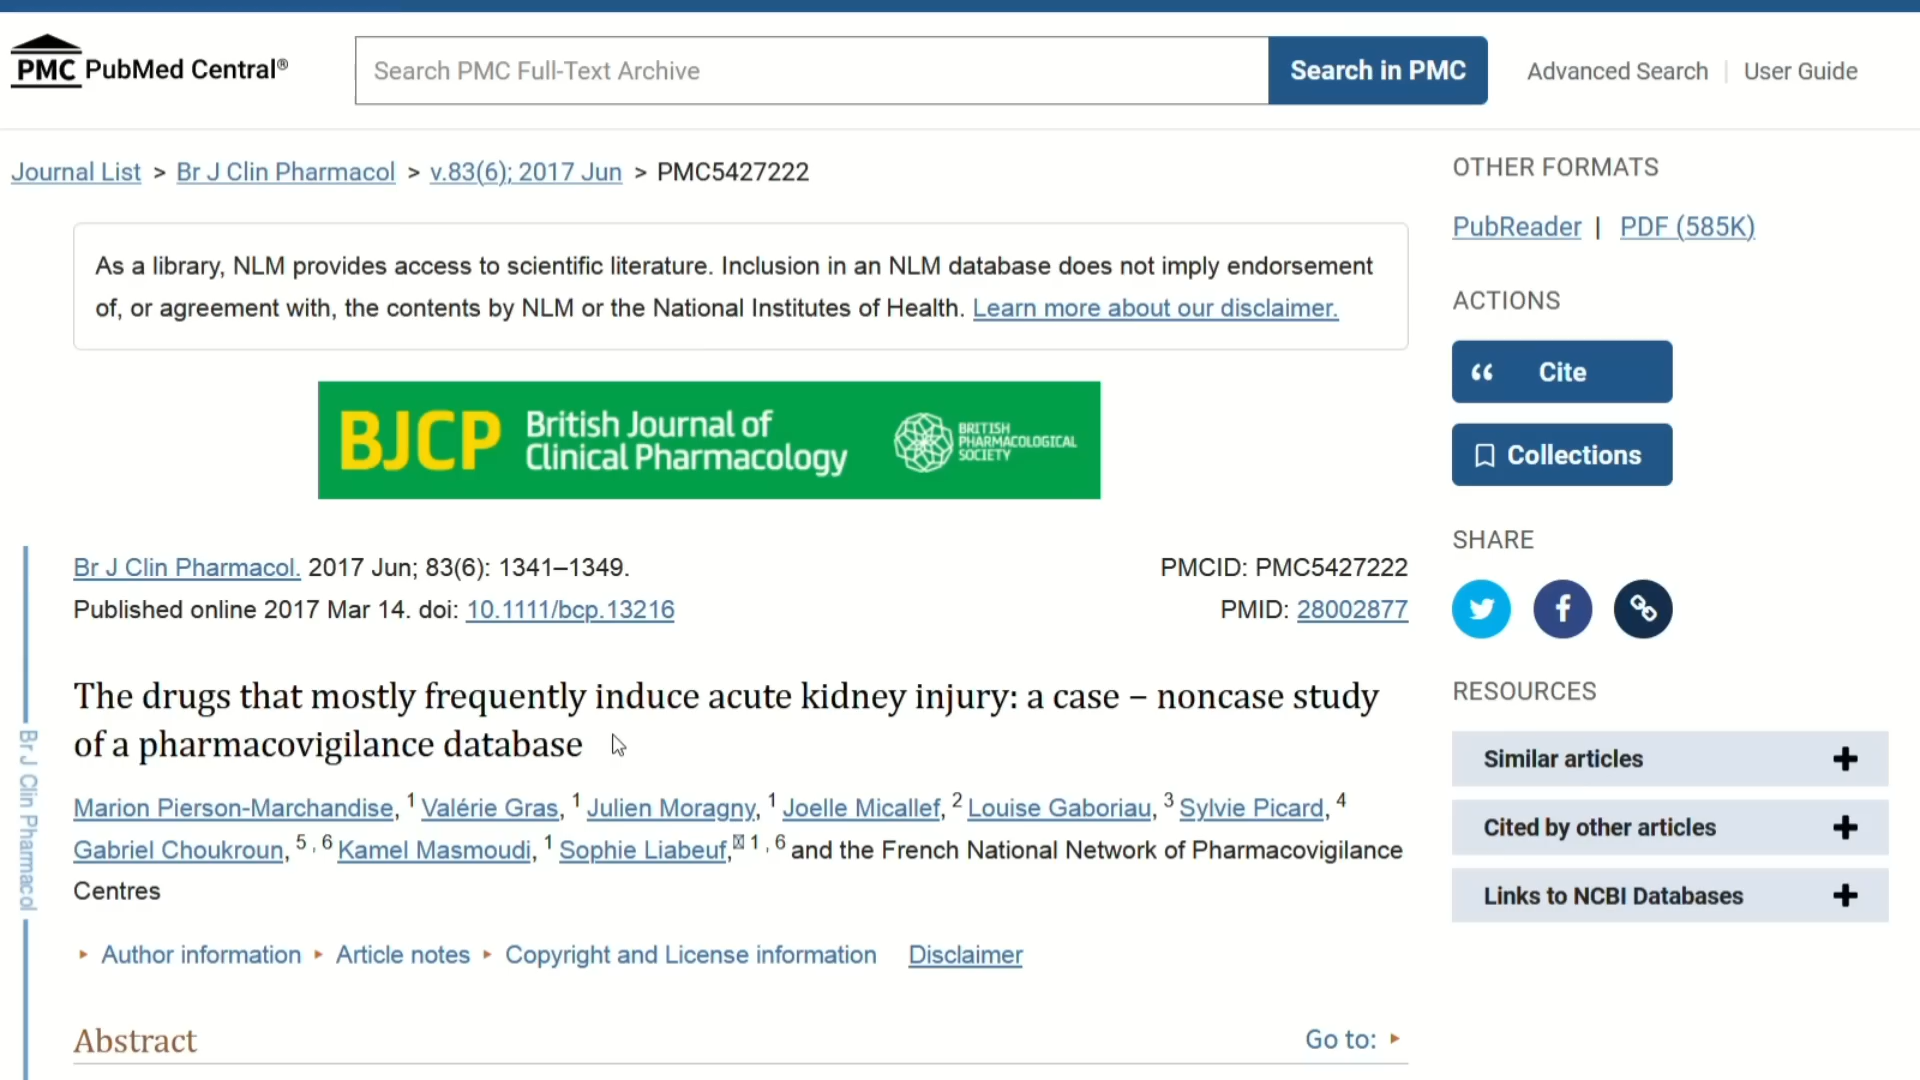 PMC PubMed Central®
Search PMC Full-Text Archive
Search in PMC
Advanced Search | User Guide
Journal List > Br J Clin Pharmacol > v.83(6); 2017 Jun > PMC5427222
As a library, NLM provides access to scientific literature. Inclusion in an NLM database does not imply endorsement
of, or agreement with, the contents by NLM or the National Institutes of Health. Learn more about our disclaimer.
BJCP
British Journal of
Clinical Pharmacology
BRITISH
PHARMACOLOGICAL
SOCIETY
Br J Clin Pharmacol. 2017 Jun; 83(6): 1341–1349.
Published online 2017 Mar 14. doi: 10.1111/bcp.13216
PMCID: PMC5427222
PMID: 28002877
The drugs that mostly frequently induce acute kidney injury: a case − noncase study
of a pharmacovigilance database
Marion Pierson-Marchandise, 1 Valérie Gras, 1 Julien Moragny, 1 Joelle Micallef, 2 Louise Gaboriau, 3 Sylvie Picard, 4
Gabriel Choukroun, 5 , 6 Kamel Masmoudi, 1 Sophie Liabeuf, 1 , 6 and the French National Network of Pharmacovigilance
Centres
Author information Article notes Copyright and License information Disclaimer
Abstract
Go to:
Br J Clin Pharmacol
OTHER FORMATS
PubReader | PDF (585K)
ACTIONS
Cite
Collections
SHARE
RESOURCES
Similar articles
Cited by other articles
Links to NCBI Databases